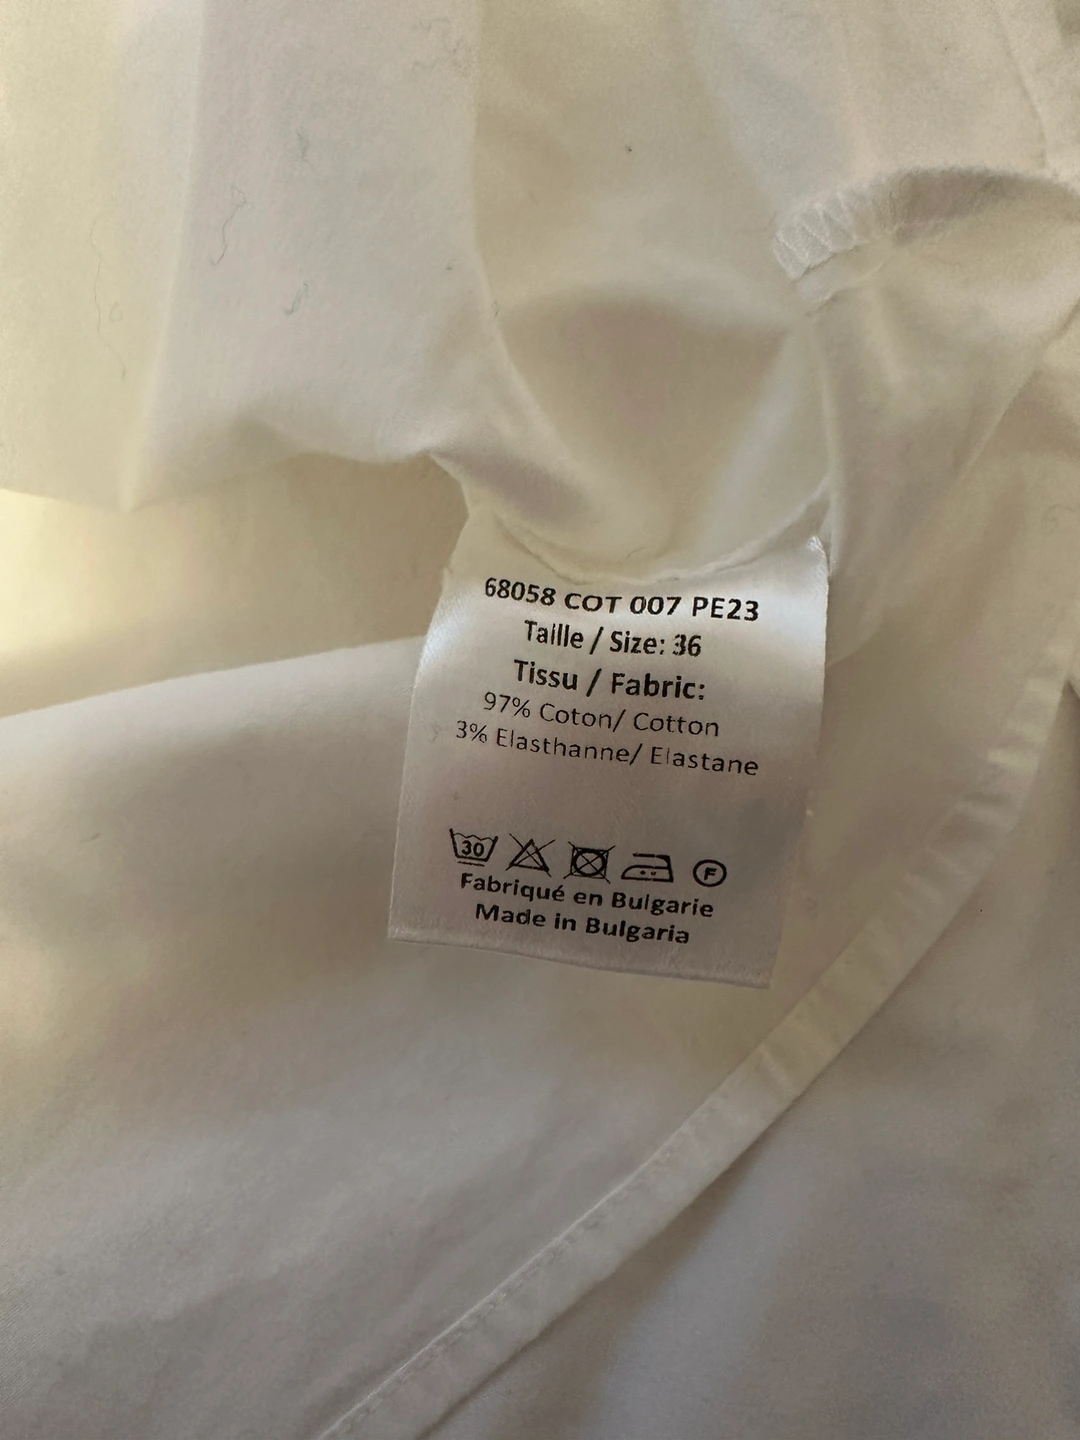 68058 COT 007 PE23
Taille / Size: 36
Tissu / Fabric:
97% Coton/ Cotton
3% Elasthanne/ Elastane
30 F
Fabriqué en Bulgarie
Made in Bulgaria